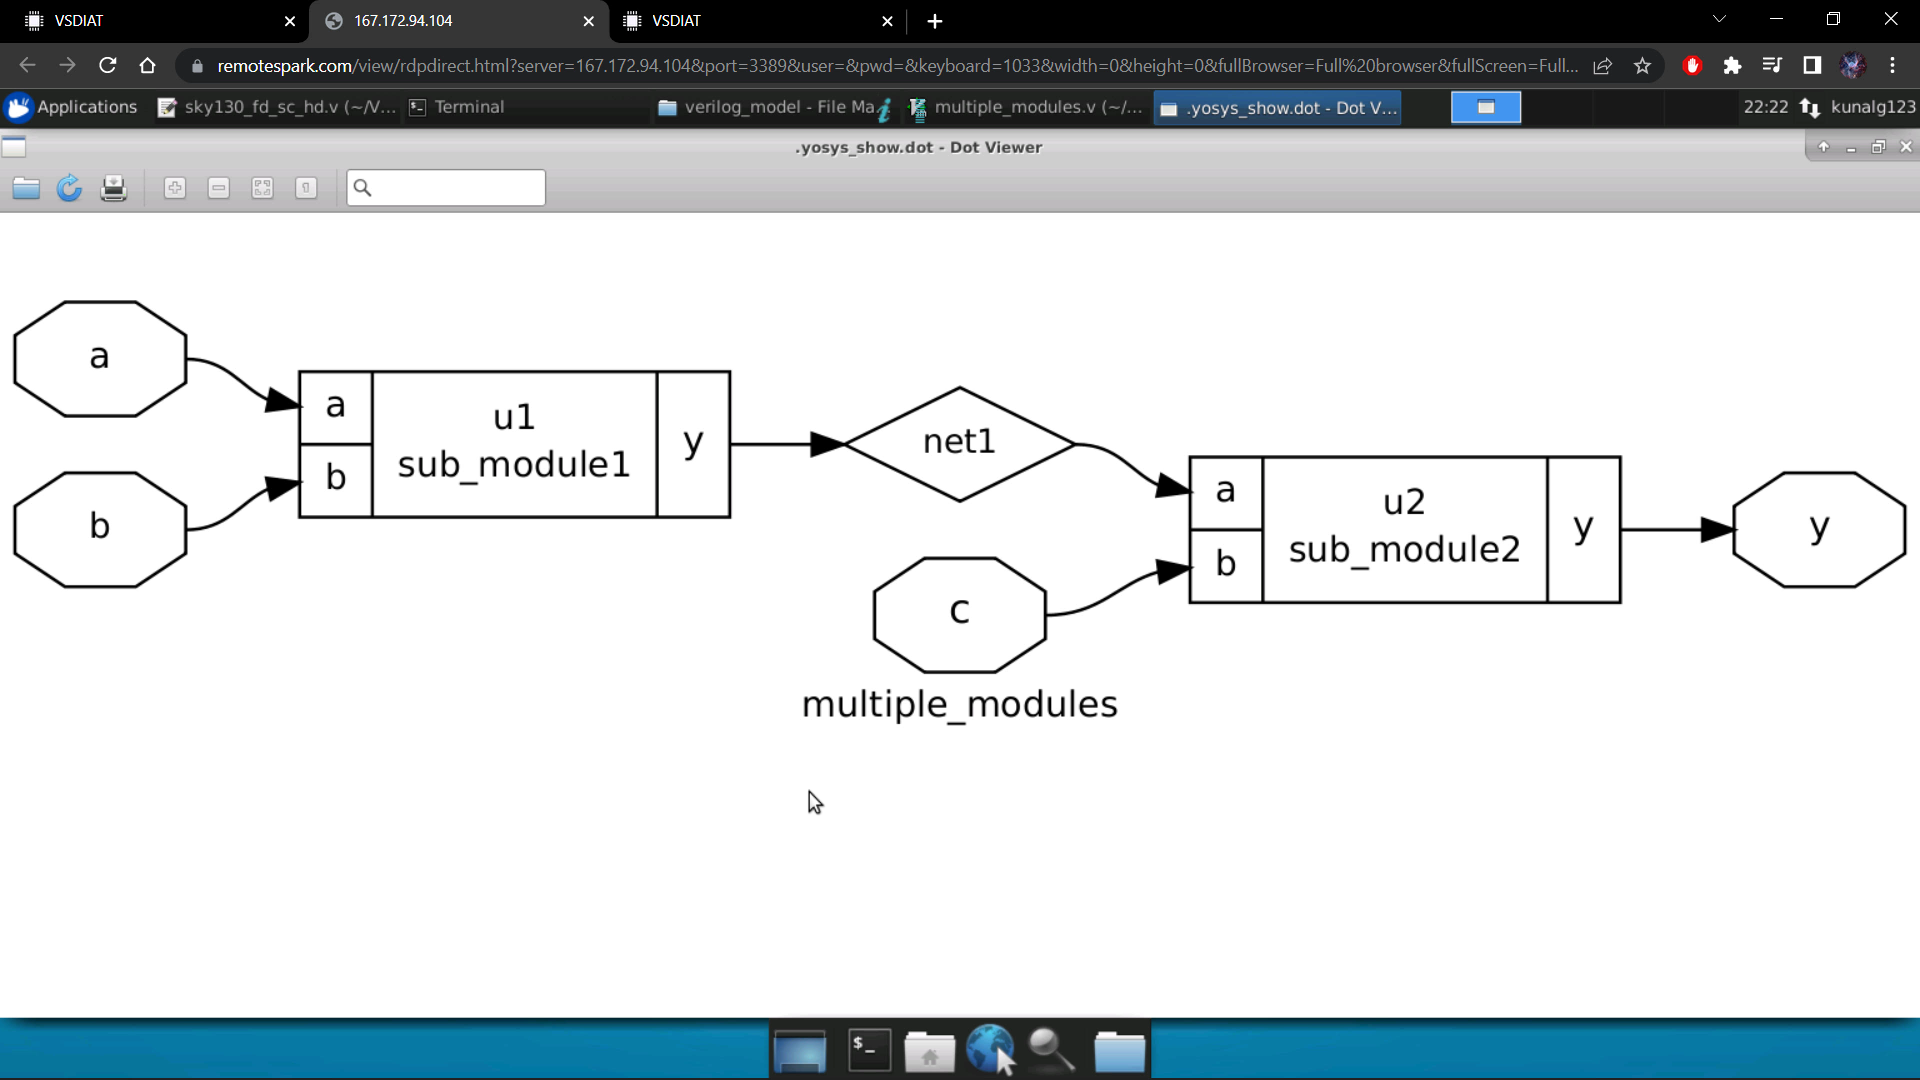 VSDIAT
167.172.94.104
VSDIAT
remotespark.com/view/rdpdirect.html?server=167.172.94.104&port=3389&user=&pwd=&keyboard=1033&width=0&height=0&fullBrowser=Full%20browser&fullScreen=Full...
Applications
sky130_fd_sc_hd.v (~/V...
Terminal
verilog_model - File Ma
multiple_modules.v (~/...
.yosys_show.dot - Dot V...
22:22
kunalg123
.yosys_show.dot - Dot Viewer
a
b
a
b
u1
sub_module1
y
net1
c
a
b
u2
sub_module2
y
y
multiple_modules
$_